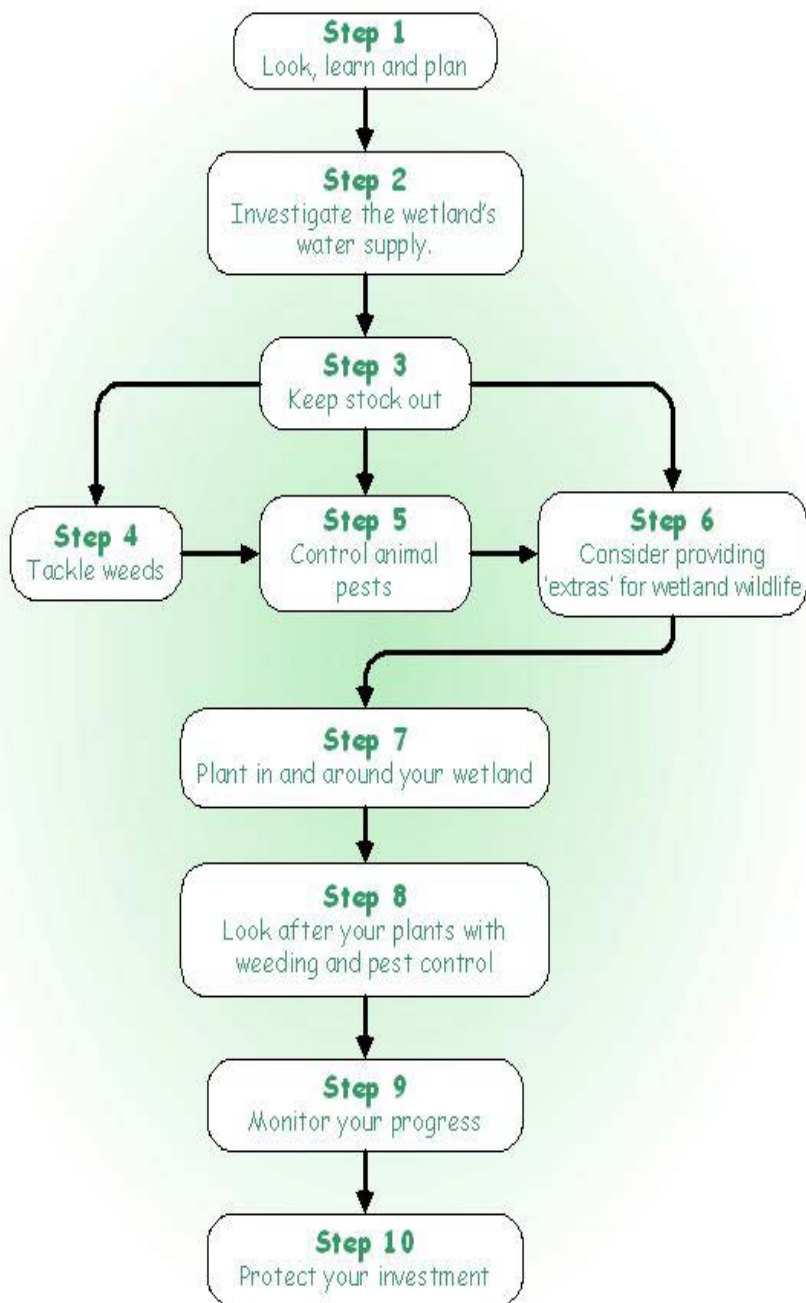 Step 1
Look, learn and plan
Step 2
Investigate the wetland's
water supply.
Step 3
Keep stock out
Step 4
Tackle weeds
Step 5
Control animal
pests
Step 6
Consider providing
'extras' for wetland wildlife
Step 7
Plant in and around your wetland
Step 8
Look after your plants with
weeding and pest control
Step 9
Monitor your progress
Step 10
Protect your investment